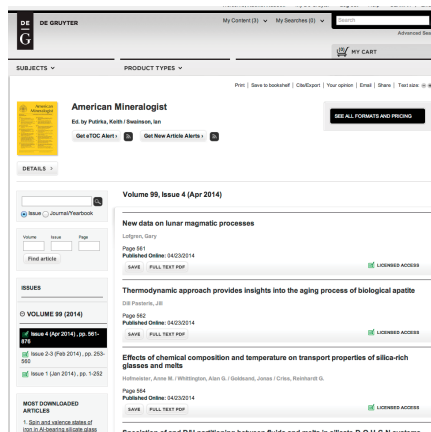 DE GRUYTER
DE
G
My Content (3)
My Searches (0)
Search
Advanced Sea
MY CART
SUBJECTS
PRODUCT TYPES
Print | Save to bookshelf | Cite/Export | Your opinion | Email | Share | Text size:
American Mineralogist
American Mineralogist
Ed. by Putirka, Keith / Swainson, Ian
Get eTOC Alert ›
Get New Article Alerts ›
SEE ALL FORMATS AND PRICING
DETAILS >
Issue
Journal/Yearbook
Volume Issue Page
Find article
ISSUES
VOLUME 99 (2014)
Issue 4 (Apr 2014) , pp. 561-
876
Issue 2-3 (Feb 2014) , pp. 253-
560
Issue 1 (Jan 2014) , pp. 1-252
MOST DOWNLOADED
ARTICLES
1. Spin and valence states of
iron in Al-bearing silicate glass
Volume 99, Issue 4 (Apr 2014)
New data on lunar magmatic processes
Lofgren, Gary
Page 561
Published Online: 04/23/2014
SAVE FULL TEXT PDF
LICENSED ACCESS
Thermodynamic approach provides insights into the aging process of biological apatite
Dill Pasteris, Jill
Page 562
Published Online: 04/23/2014
SAVE FULL TEXT PDF
LICENSED ACCESS
Effects of chemical composition and temperature on transport properties of silica-rich
glasses and melts
Hofmeister, Anne M. / Whittington, Alan G. / Goldsand, Jonas / Criss, Reinhardt G.
Page 564
Published Online: 04/23/2014
SAVE FULL TEXT PDF
LICENSED ACCESS